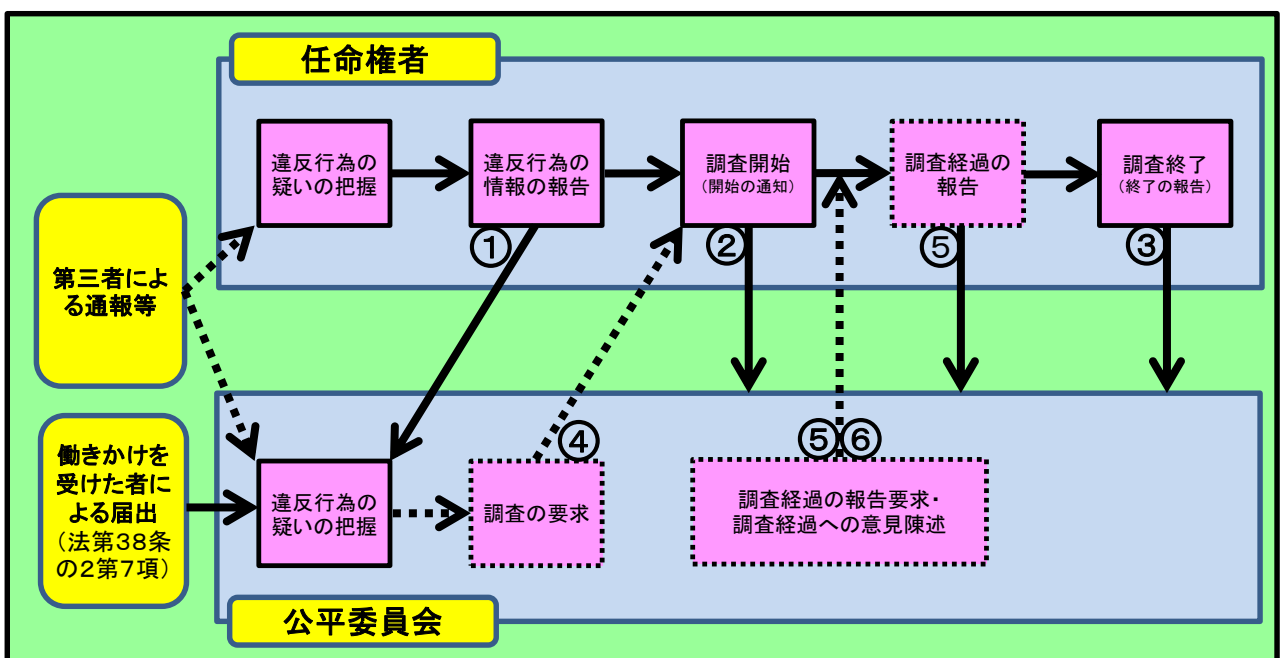 任命権者
違反行為の
疑いの把握
違反行為の
情報の報告
調査開始
(開始の通知)
調査経過の
報告
調査終了
(終了の報告)
①
②
⑤
③
第三者によ
る通報等
働きかけを
受けた者に
よる届出
(法第38条
の2第7項)
④
⑤⑥
違反行為の
疑いの把握
調査の要求
調査経過の報告要求・
調査経過への意見陳述
公平委員会